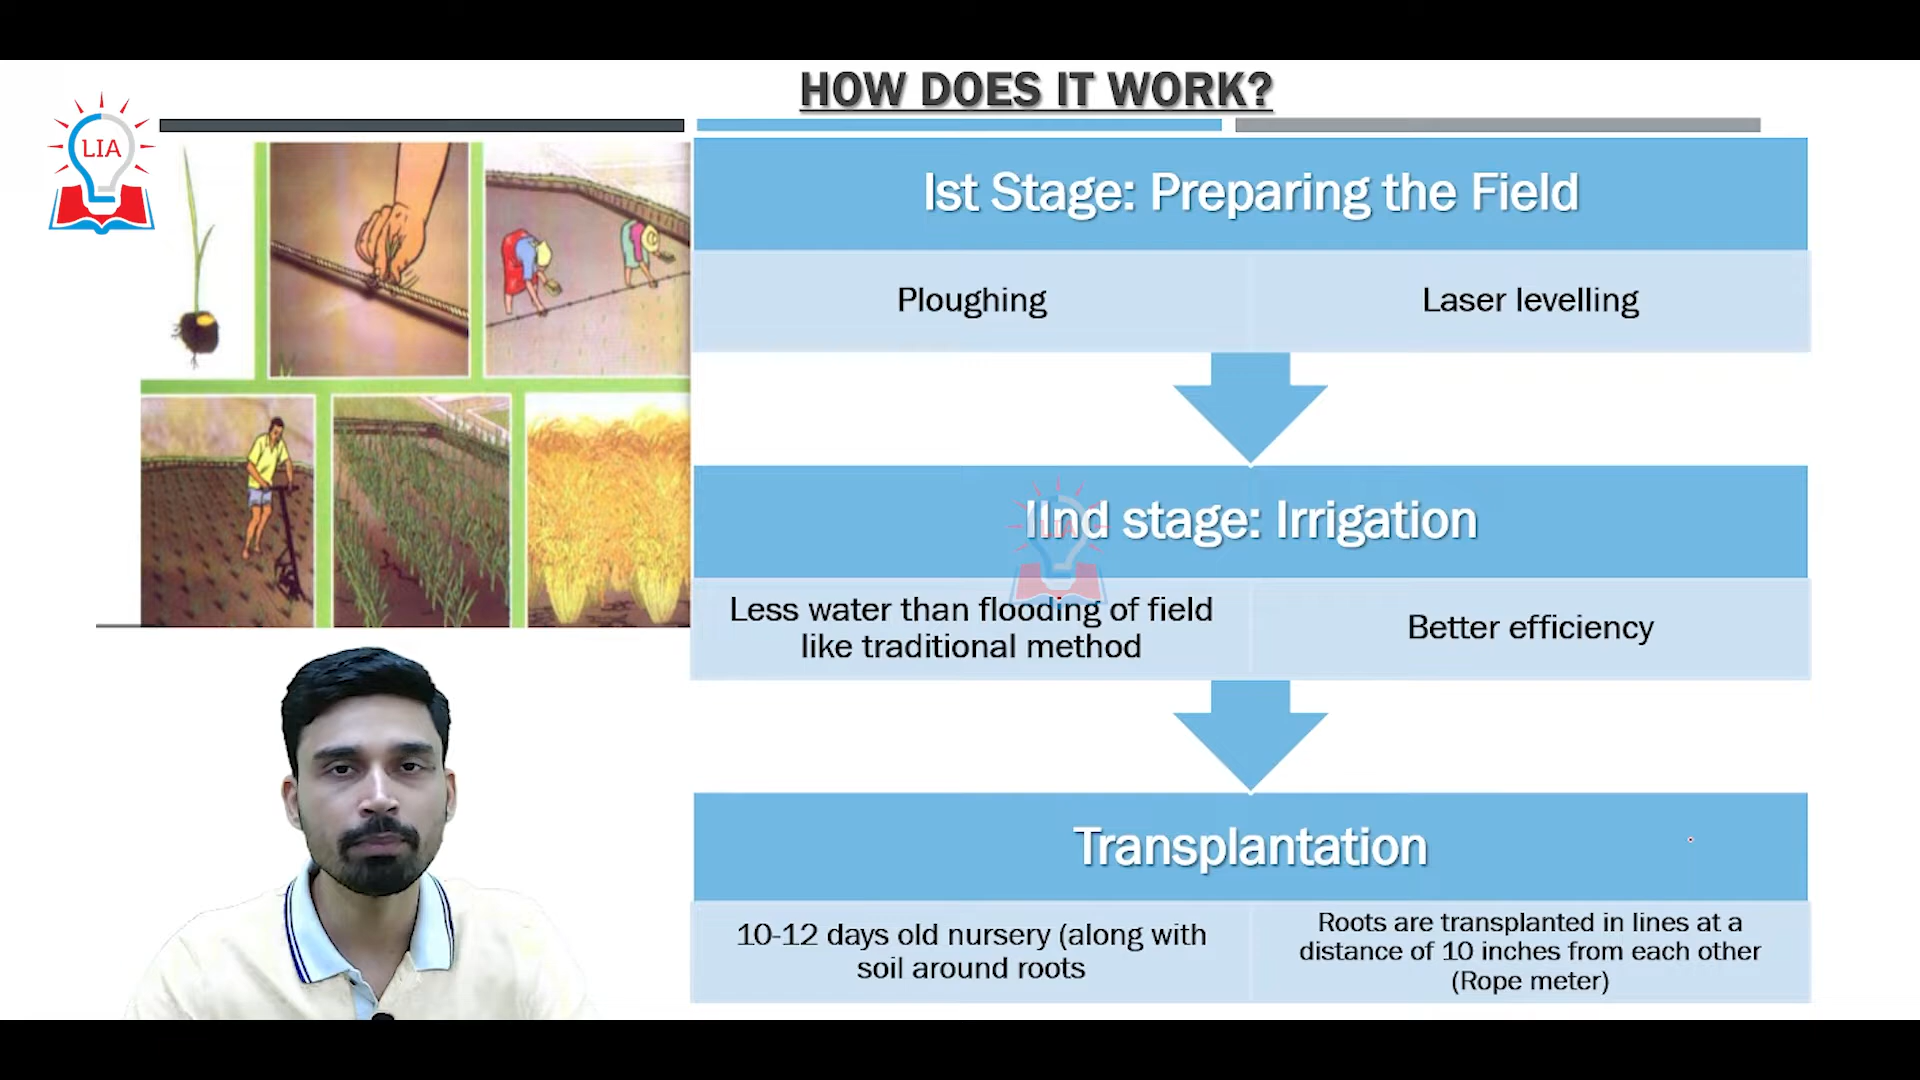 HOW DOES IT WORK?
LIA
Ist Stage: Preparing the Field
Ploughing
Laser levelling
IInd stage: Irrigation
LIA
Less water than flooding of field
like traditional method
Better efficiency
Transplantation
10-12 days old nursery (along with
soil around roots
Roots are transplanted in lines at a
distance of 10 inches from each other
(Rope meter)